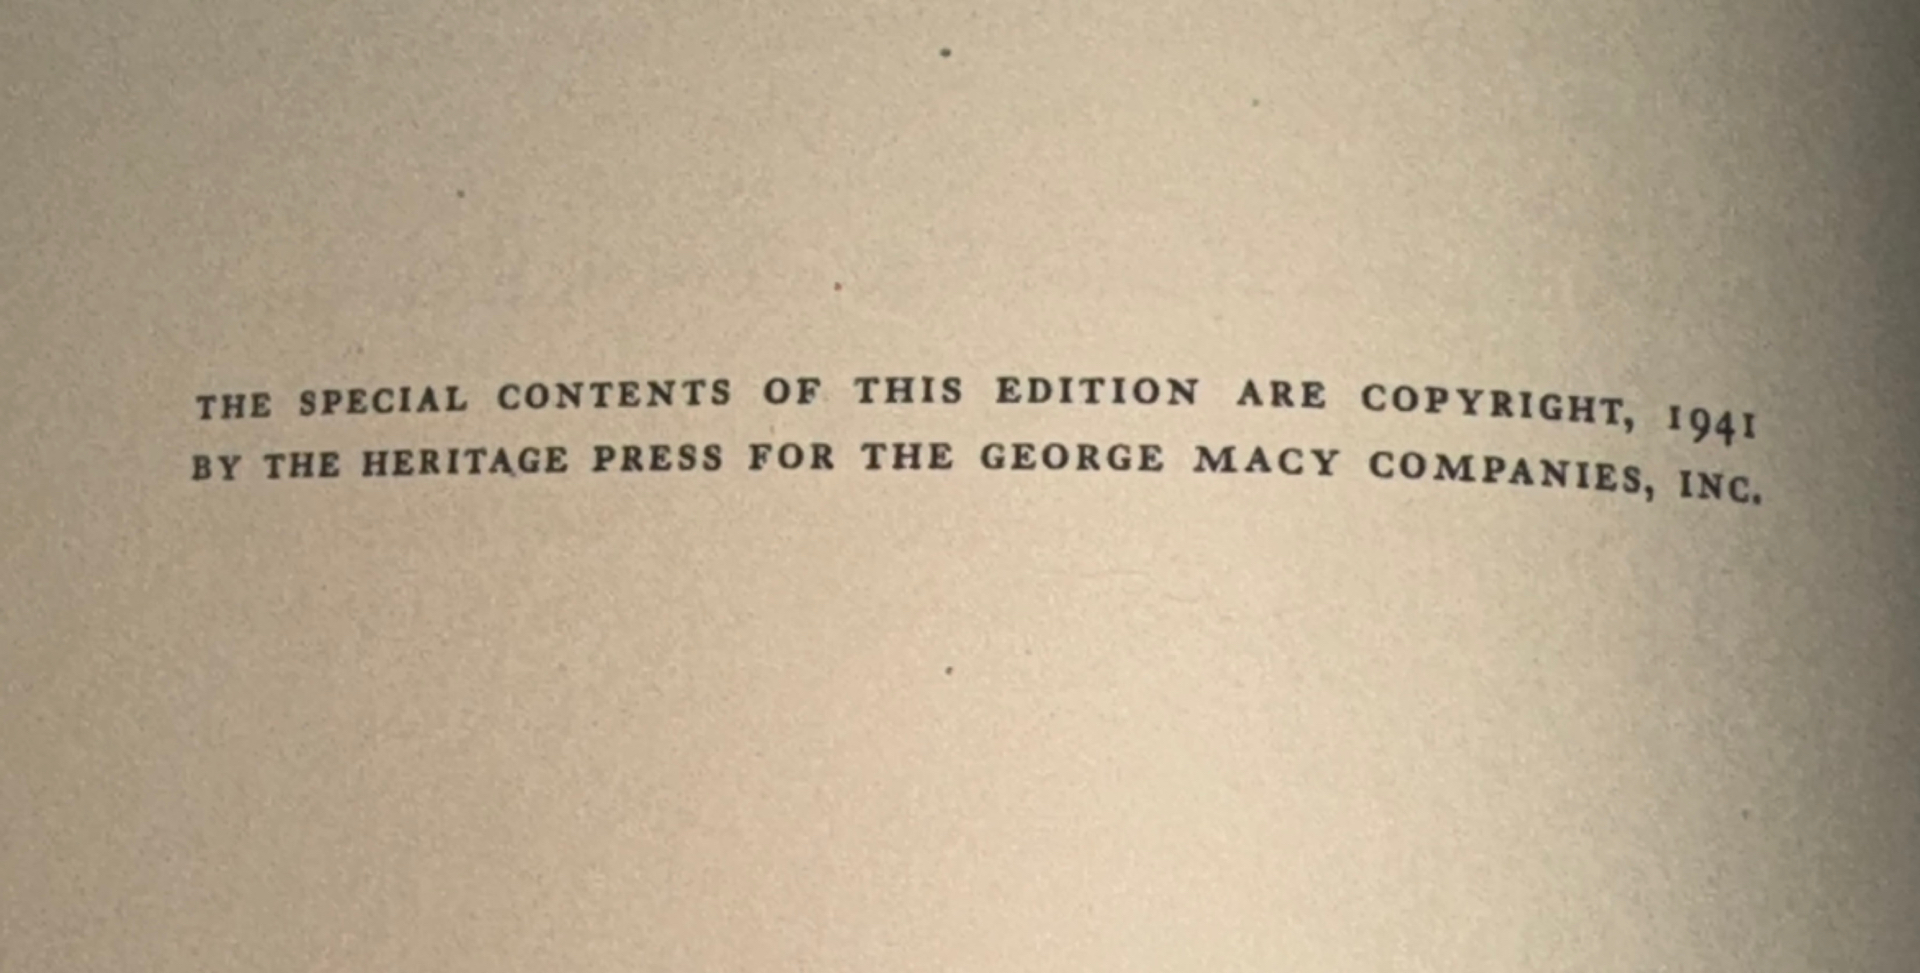 THE SPECIAL CONTENTS OF THIS EDITION ARE COPYRIGHT, 1941
BY THE HERITAGE PRESS FOR THE GEORGE MACY COMPANIES, INC.